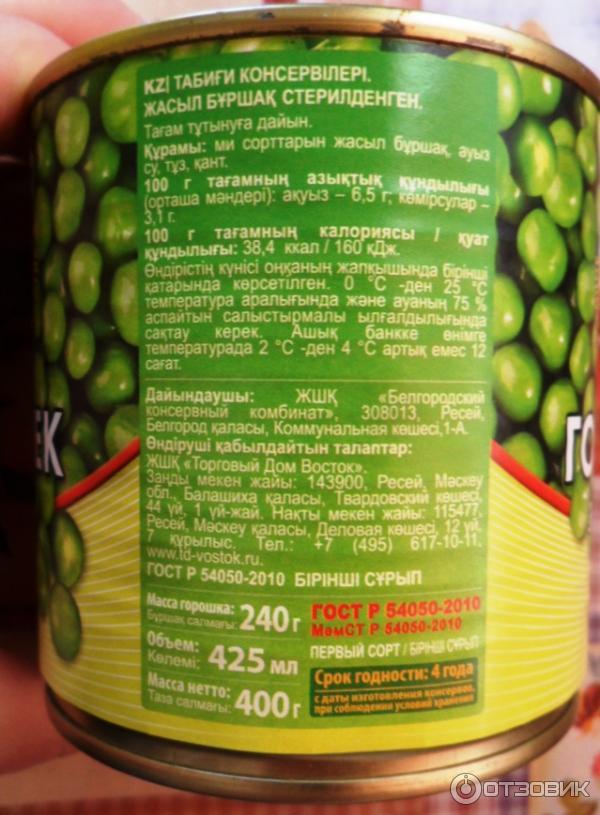 KZ| ТАБИҒИ КОНСЕРВІЛЕРІ.
ЖАСЫЛ БҰРШАҚ СТЕРИЛДЕНГЕН.
Тағам тұтынуға дайын.
Құрамы: ми сорттарын жасыл бұршақ, ауыз
су, тұз, қант.
100 г тағамның азықтық құндылығы
(орташа мәндері): ақуыз – 6,5 г; көмірсулар –
3,1 г.
100 г тағамның калориясы / қуат
құндылығы: 38,4 ккал / 160 кДж.
Өндірістің күнісі оңқаның жапқышында бірінші
қатарында көрсетілген. 0 °C -ден 25 °C
температура аралығында және ауаның 75 %
аспайтын салыстырмалы ылғалдылығында
сақтау керек. Ашық банкке өнімге
температурада 2 °C -ден 4 °C артық емес 12
сағат.
Дайындаушы: ЖШҚ «Белгородский
консервный комбинат», 308013, Ресей,
Белгород қаласы, Коммунальная көшесі,1-А.
Өндіруші қабылдайтын талаптар:
ЖШҚ «Торговый Дом Восток».
Заңды мекен жайы: 143900, Ресей, Мәскеу
обл., Балашиха қаласы, Твардовский көшесі,
44 үй, 1 үй-жай. Нақты мекен жайы: 115477,
Ресей, Мәскеу қаласы, Деловая көшесі, 12 үй,
7 құрылыс. Тел.: +7 (495) 617-10-11.
www.td-vostok.ru.
ГОСТ Р 54050-2010 БІРІНШІ СҰРЫП
Масса горошка: 240 г
Бұршақ салмағы:
Объем: 425 мл
Көлемі:
Масса нетто: 400 г
Таза салмағы:
ГОСТ Р 54050-2010
МемСТ Р 54050-2010
ПЕРВЫЙ СОРТ / БІРІНШІ СҰРЫП
Срок годности: 4 года
с даты изготовления консервов,
при соблюдении условий хранения
ЕК
ГО
ОТЗОВИК